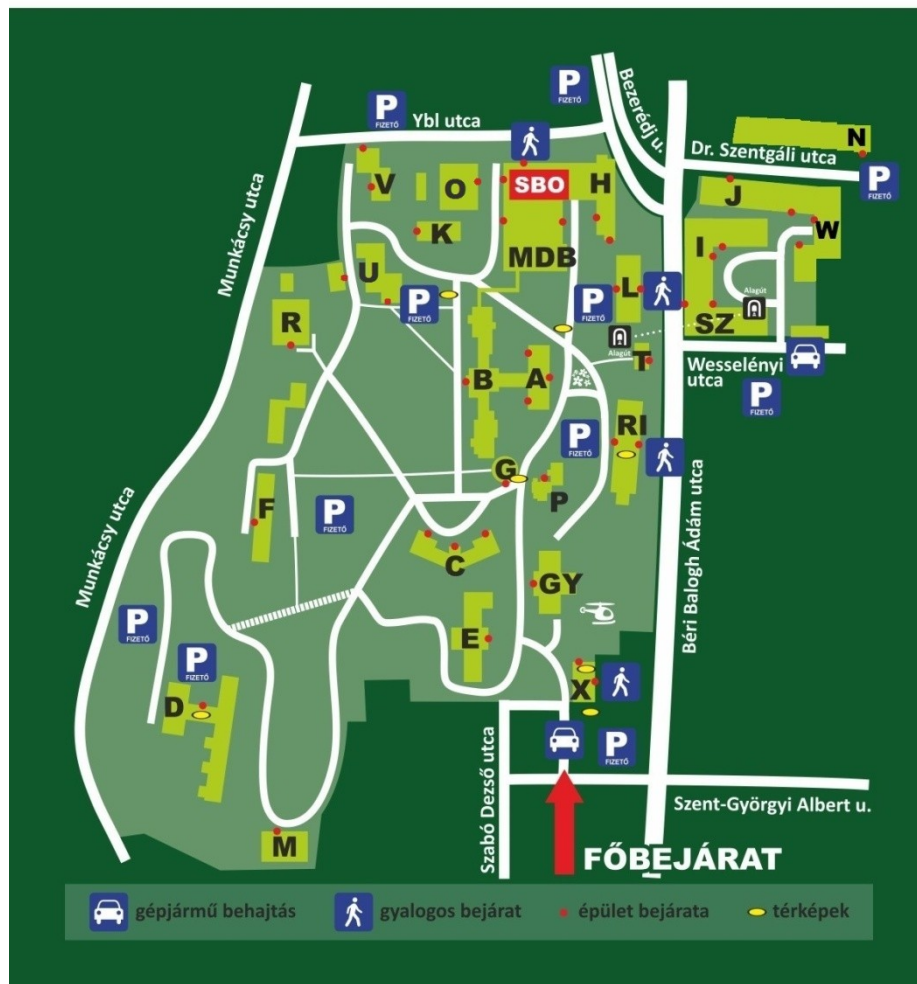 P
FIZETŐ
Ybl utca
P
FIZETŐ
Bezerédj u.
N
Dr. Szentgáli utca
P
FIZETŐ
V
O
SBO
H
J
W
K
MDB
I
U
P
FIZETŐ
P
FIZETŐ
L
Alagút
SZ
Alagút
Munkácsy utca
R
T
Wesselényi
utca
P
FIZETŐ
B
A
P
FIZETŐ
RI
G
P
F
P
FIZETŐ
C
GY
Munkácsy utca
Béri Balogh Ádám utca
P
FIZETŐ
P
FIZETŐ
E
X
D
P
FIZETŐ
Szabó Dezső utca
Szent-Györgyi Albert u.
M
FŐBEJÁRAT
gépjármű behajtás
gyalogos bejárat
épület bejárata
térképek